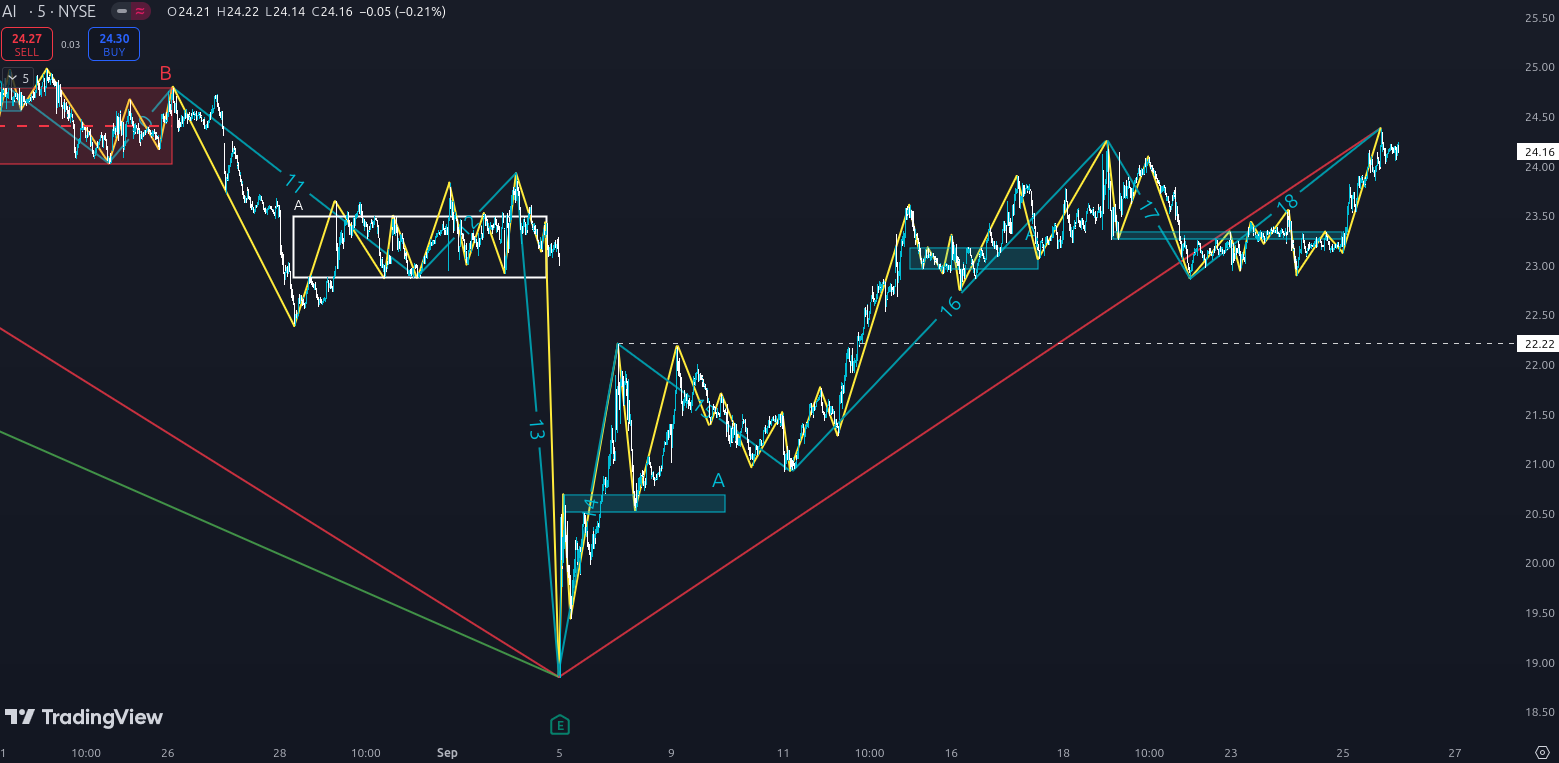 AI · 5 · NYSE O24.21 H24.22 L24.14 C24.16 −0.05 (−0.21%)
24.27 SELL 0.03 24.30 BUY
5
B
11
A
13
A
16
17
18
25.50
25.00
24.50
24.16
24.00
23.50
23.00
22.50
22.22
22.00
21.50
21.00
20.50
20.00
19.50
19.00
18.50
E
TradingView
1 10:00 26 28 10:00 Sep 5 9 11 10:00 16 18 10:00 23 25 27